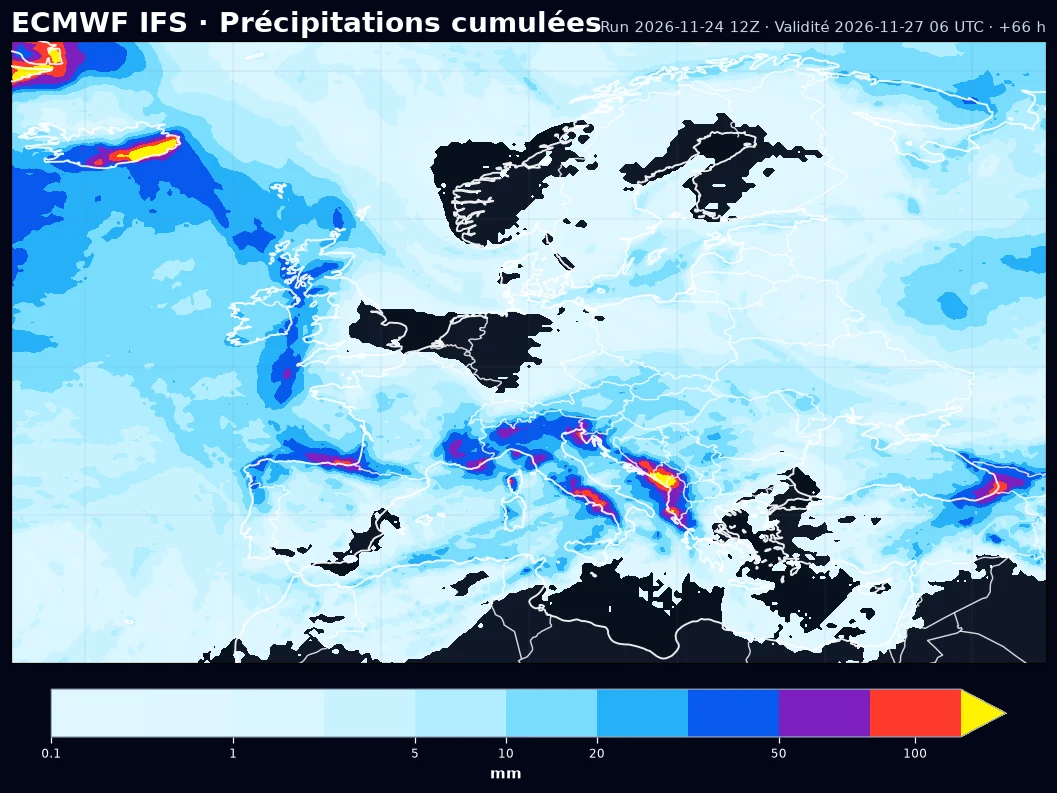 ECMWF IFS · Précipitations cumulées
Run 2026-11-24 12Z · Validité 2026-11-27 06 UTC · +66 h
0.1 1 5 10 20 50 100
mm